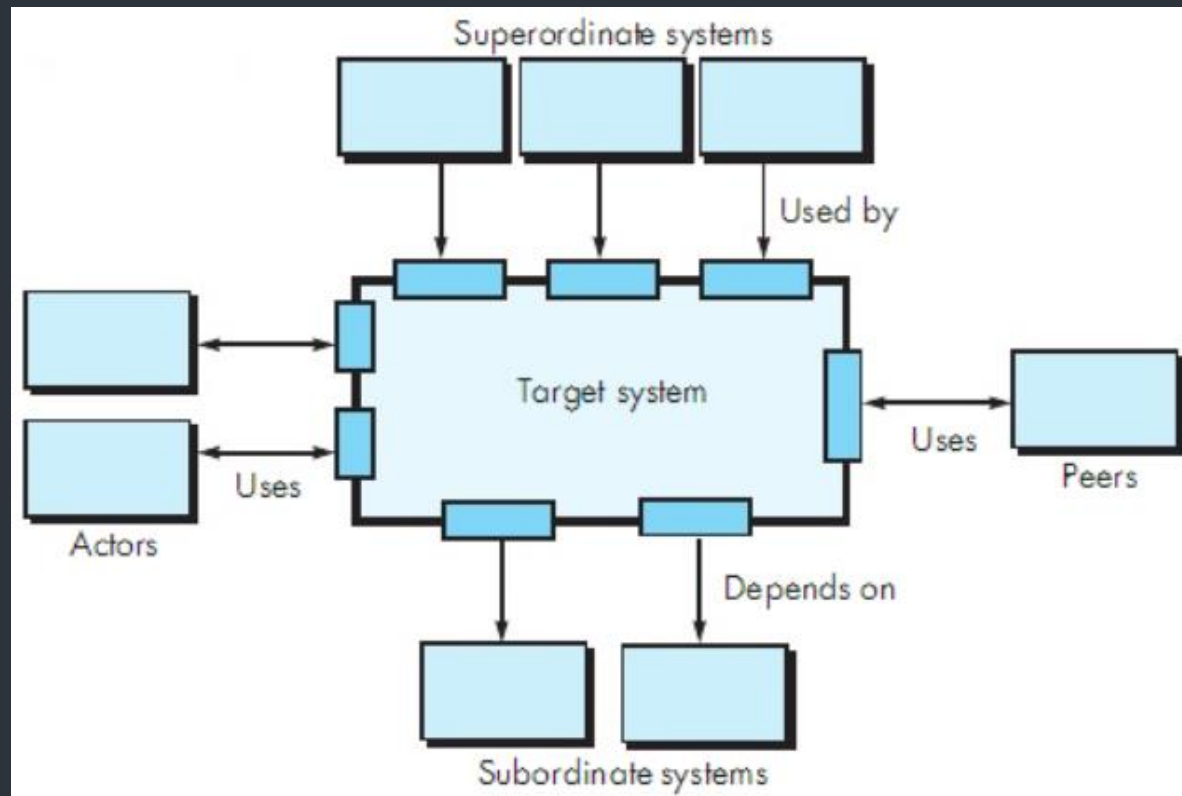 Superordinate systems
Used by
Target system
Uses
Peers
Uses
Actors
Depends on
Subordinate systems